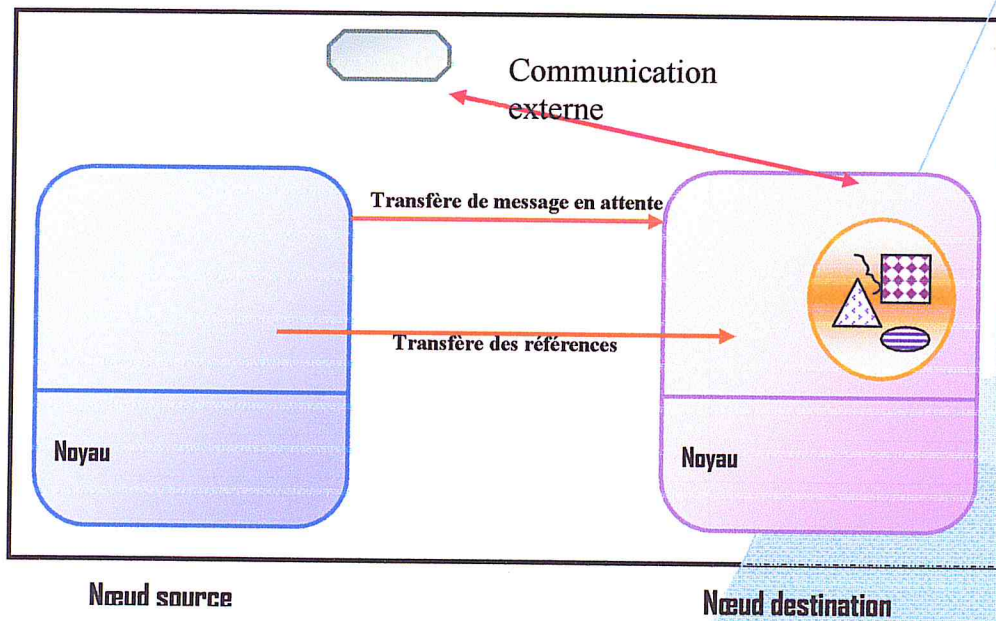 Communication
externe
Transfère de message en attente
Transfère des références
Noyau
Noyau
Nœud source
Nœud destination